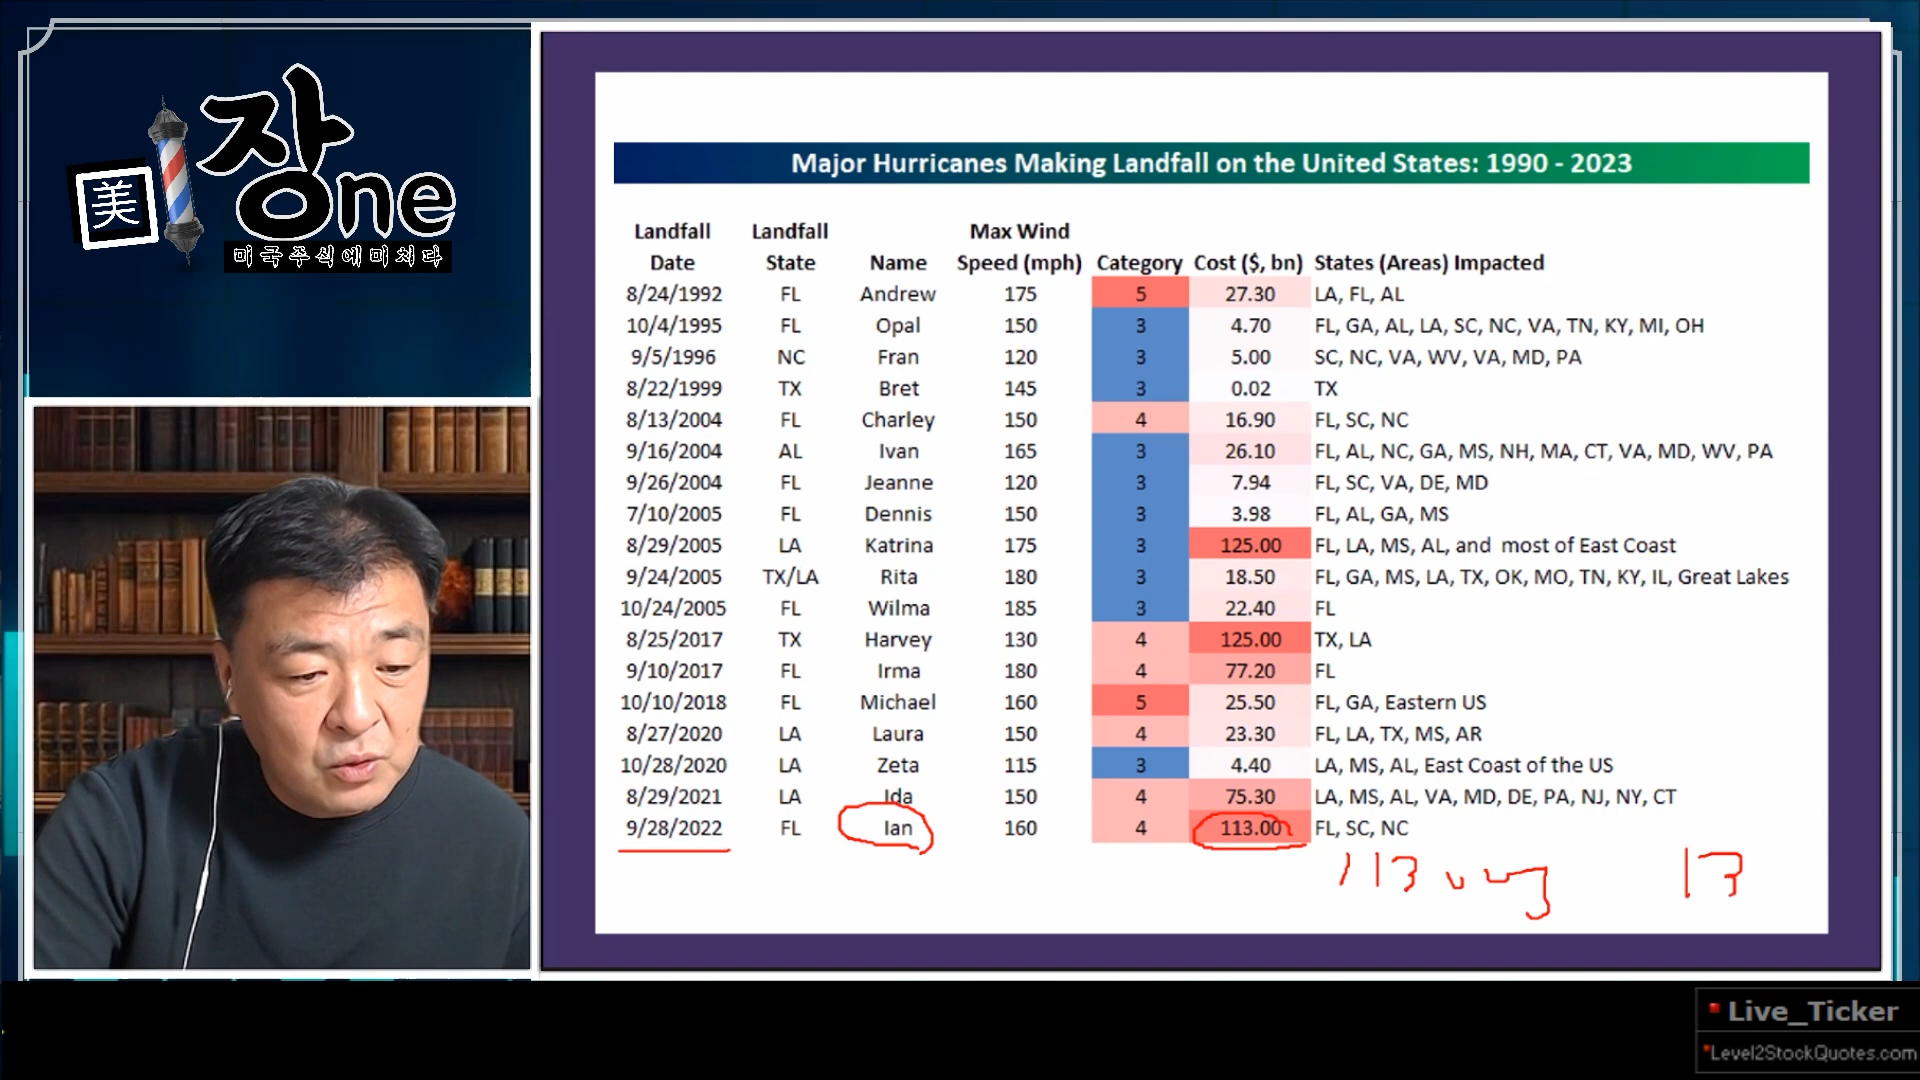 장one
美
미국주식에미치다
Major Hurricanes Making Landfall on the United States: 1990 - 2023
Landfall Date Landfall State Name Max Wind Speed (mph) Category Cost ($, bn) States (Areas) Impacted
8/24/1992 FL Andrew 175 5 27.30 LA, FL, AL
10/4/1995 FL Opal 150 3 4.70 FL, GA, AL, LA, SC, NC, VA, TN, KY, MI, OH
9/5/1996 NC Fran 120 3 5.00 SC, NC, VA, WV, VA, MD, PA
8/22/1999 TX Bret 145 3 0.02 TX
8/13/2004 FL Charley 150 4 16.90 FL, SC, NC
9/16/2004 AL Ivan 165 3 26.10 FL, AL, NC, GA, MS, NH, MA, CT, VA, MD, WV, PA
9/26/2004 FL Jeanne 120 3 7.94 FL, SC, VA, DE, MD
7/10/2005 FL Dennis 150 3 3.98 FL, AL, GA, MS
8/29/2005 LA Katrina 175 3 125.00 FL, LA, MS, AL, and most of East Coast
9/24/2005 TX/LA Rita 180 3 18.50 FL, GA, MS, LA, TX, OK, MO, TN, KY, IL, Great Lakes
10/24/2005 FL Wilma 185 3 22.40 FL
8/25/2017 TX Harvey 130 4 125.00 TX, LA
9/10/2017 FL Irma 180 4 77.20 FL
10/10/2018 FL Michael 160 5 25.50 FL, GA, Eastern US
8/27/2020 LA Laura 150 4 23.30 FL, LA, TX, MS, AR
10/28/2020 LA Zeta 115 3 4.40 LA, MS, AL, East Coast of the US
8/29/2021 LA Ida 150 4 75.30 LA, MS, AL, VA, MD, DE, PA, NJ, NY, CT
9/28/2022 FL Ian 160 4 113.00 FL, SC, NC
113
13
Live_Ticker
*Level2StockQuotes.com